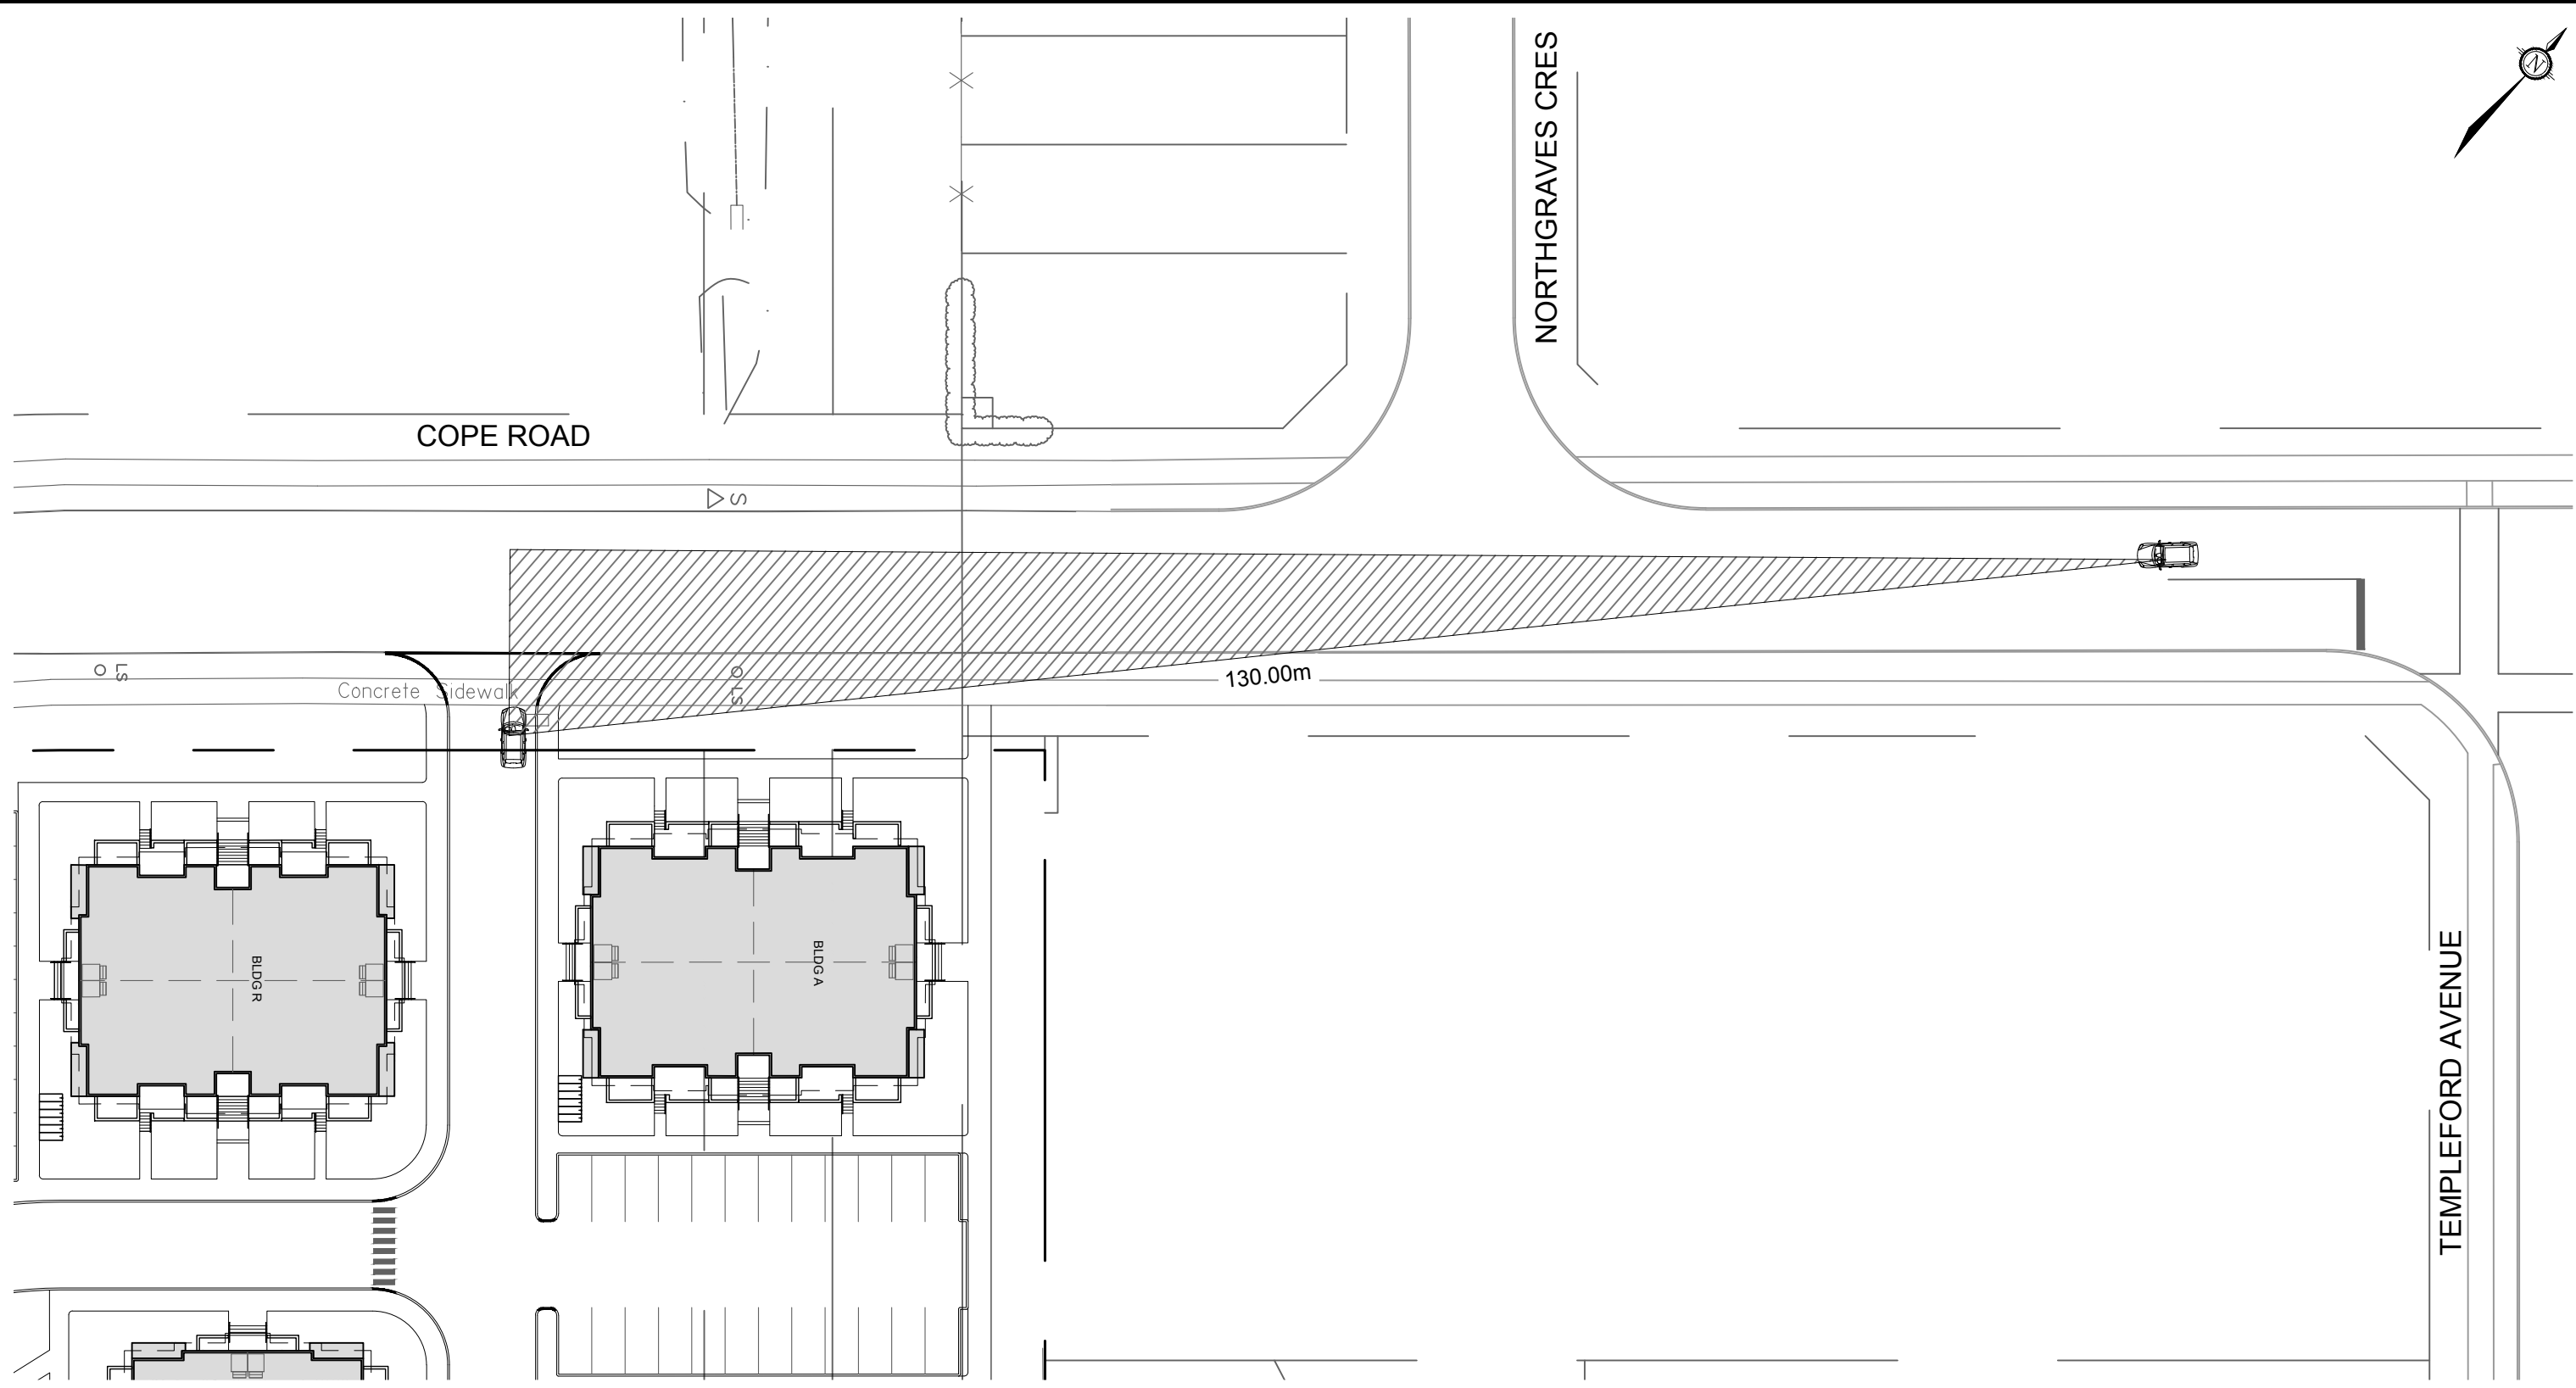 NORTHGRAVES CRES
N
COPE ROAD
S
LS
Concrete Sidewalk
LS
130.00m
BLDG R
BLDG A
TEMPLEFORD AVENUE